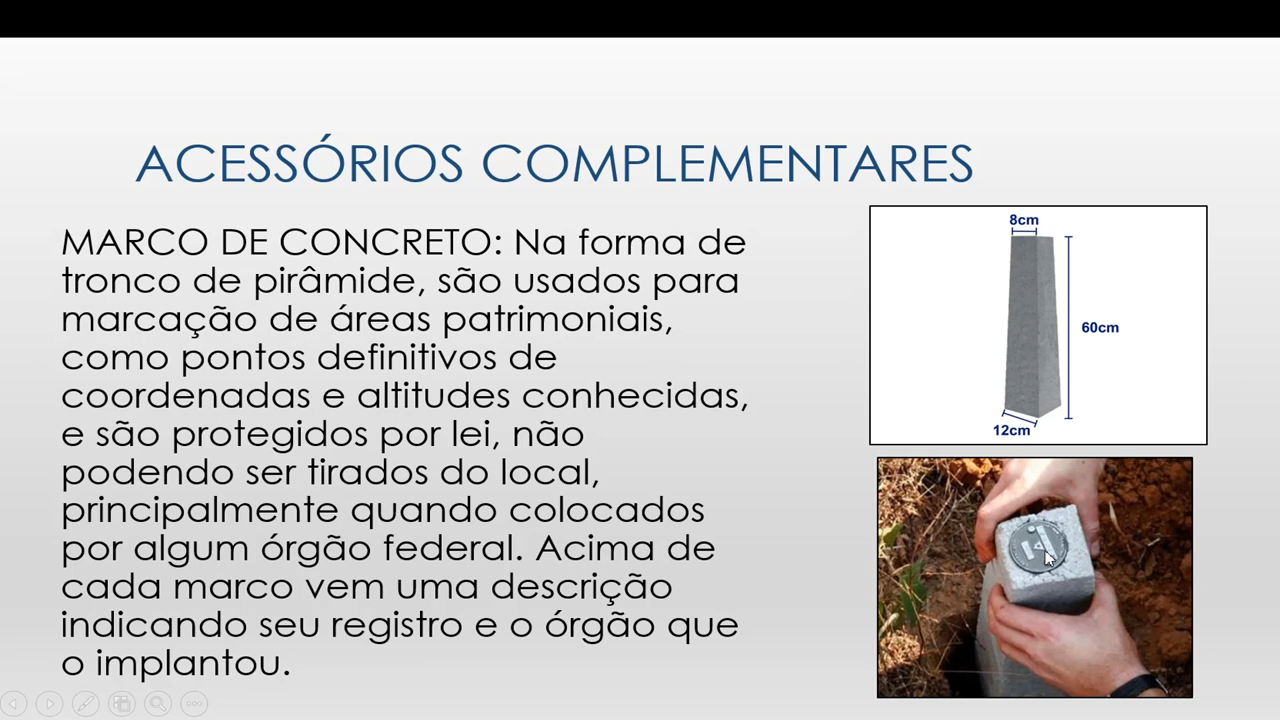 ACESSÓRIOS COMPLEMENTARES
MARCO DE CONCRETO: Na forma de
tronco de pirâmide, são usados para
marcação de áreas patrimoniais,
como pontos definitivos de
coordenadas e altitudes conhecidas,
e são protegidos por lei, não
podendo ser tirados do local,
principalmente quando colocados
por algum órgão federal. Acima de
cada marco vem uma descrição
indicando seu registro e o órgão que
o implantou.
8cm
60cm
12cm